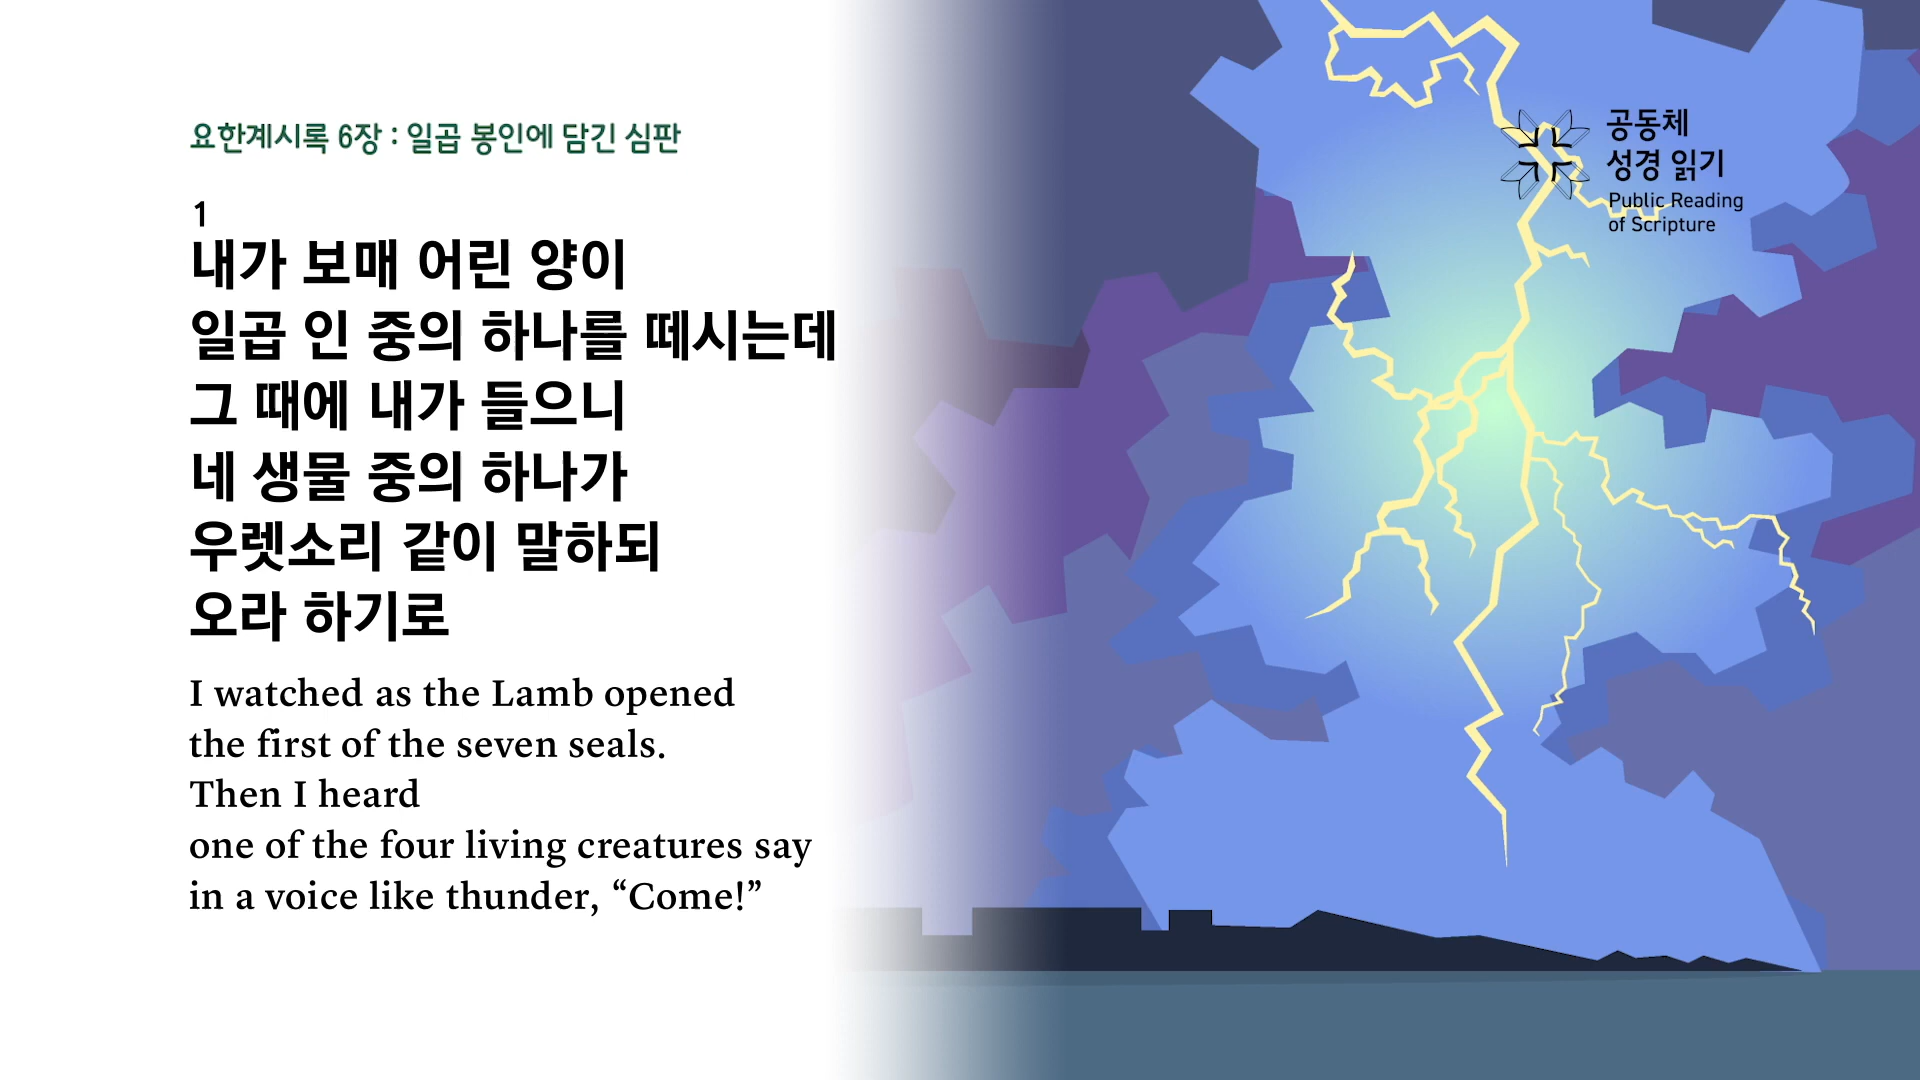 요한계시록 6장 : 일곱 봉인에 담긴 심판
1
내가 보매 어린 양이
일곱 인 중의 하나를 떼시는데
그 때에 내가 들으니
네 생물 중의 하나가
우렛소리 같이 말하되
오라 하기로
I watched as the Lamb opened
the first of the seven seals.
Then I heard
one of the four living creatures say
in a voice like thunder, “Come!”
공동체
성경 읽기
Public Reading
of Scripture